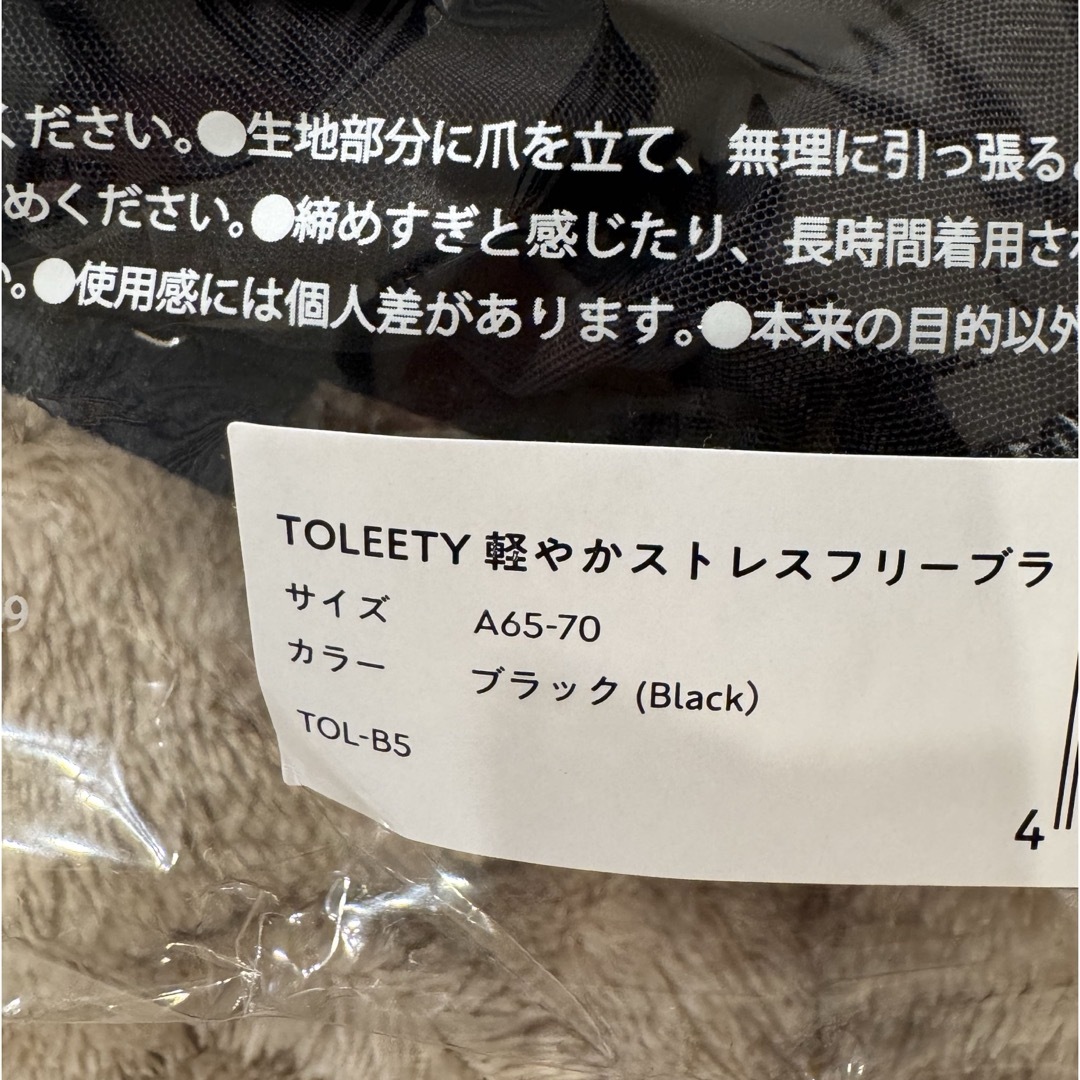 ください。●生地部分に爪を立て、無理に引っ張る
めください。●締めすぎと感じたり、長時間着用さ
。●使用感には個人差があります。●本来の目的以外
TOLEETY 軽やかストレスフリーブラ
サイズ A65-70
カラー ブラック (Black)
TOL-B5
4
9